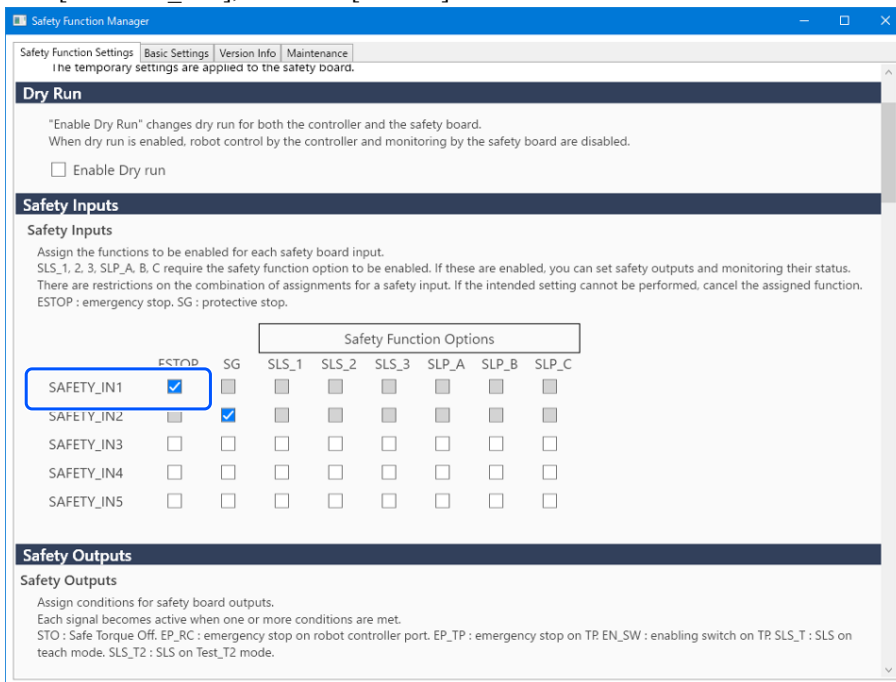 Safety Function Manager
Safety Function Settings Basic Settings Version Info Maintenance
The temporary settings are applied to the safety board.
Dry Run
"Enable Dry Run" changes dry run for both the controller and the safety board.
When dry run is enabled, robot control by the controller and monitoring by the safety board are disabled.
Enable Dry run
Safety Inputs
Safety Inputs
Assign the functions to be enabled for each safety board input.
SLS_1, 2, 3, SLP_A, B, C require the safety function option to be enabled. If these are enabled, you can set safety outputs and monitoring their status.
There are restrictions on the combination of assignments for a safety input. If the intended setting cannot be performed, cancel the assigned function.
ESTOP : emergency stop. SG : protective stop.
Safety Function Options
ESTOP SG SLS_1 SLS_2 SLS_3 SLP_A SLP_B SLP_C
SAFETY_IN1
SAFETY_IN2
SAFETY_IN3
SAFETY_IN4
SAFETY_IN5
Safety Outputs
Safety Outputs
Assign conditions for safety board outputs.
Each signal becomes active when one or more conditions are met.
STO : Safe Torque Off. EP_RC : emergency stop on robot controller port. EP_TP : emergency stop on TP. EN_SW : enabling switch on TP. SLS_T : SLS on
teach mode. SLS_T2 : SLS on Test_T2 mode.